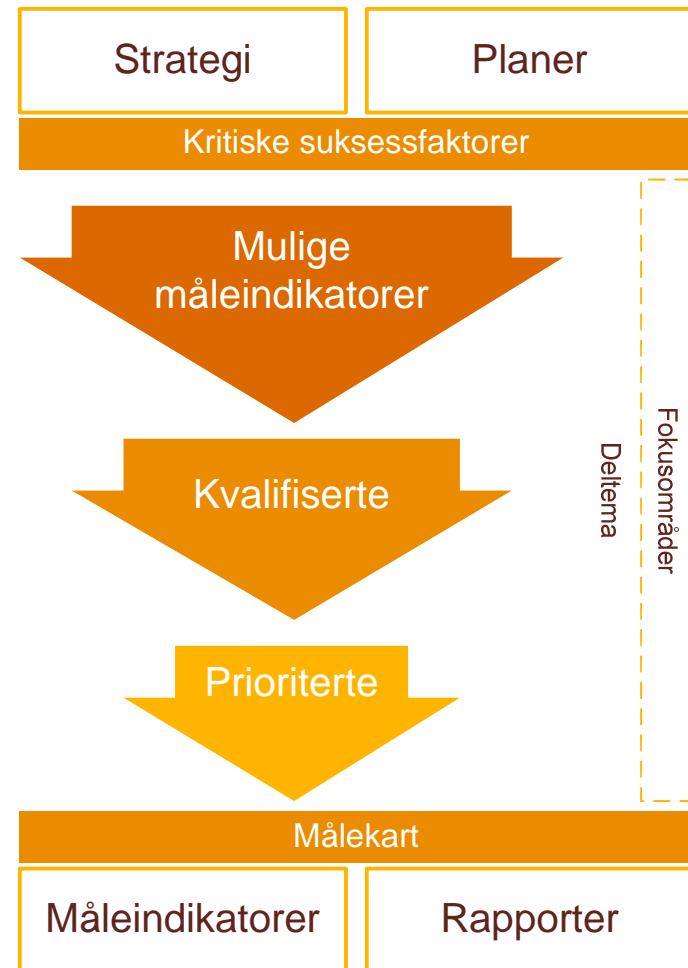 Strategi
Planer
Kritiske suksessfaktorer
Mulige
måleindikatorer
Kvalifiserte
Prioriterte
Deltema
Fokusområder
Målekart
Måleindikatorer
Rapporter